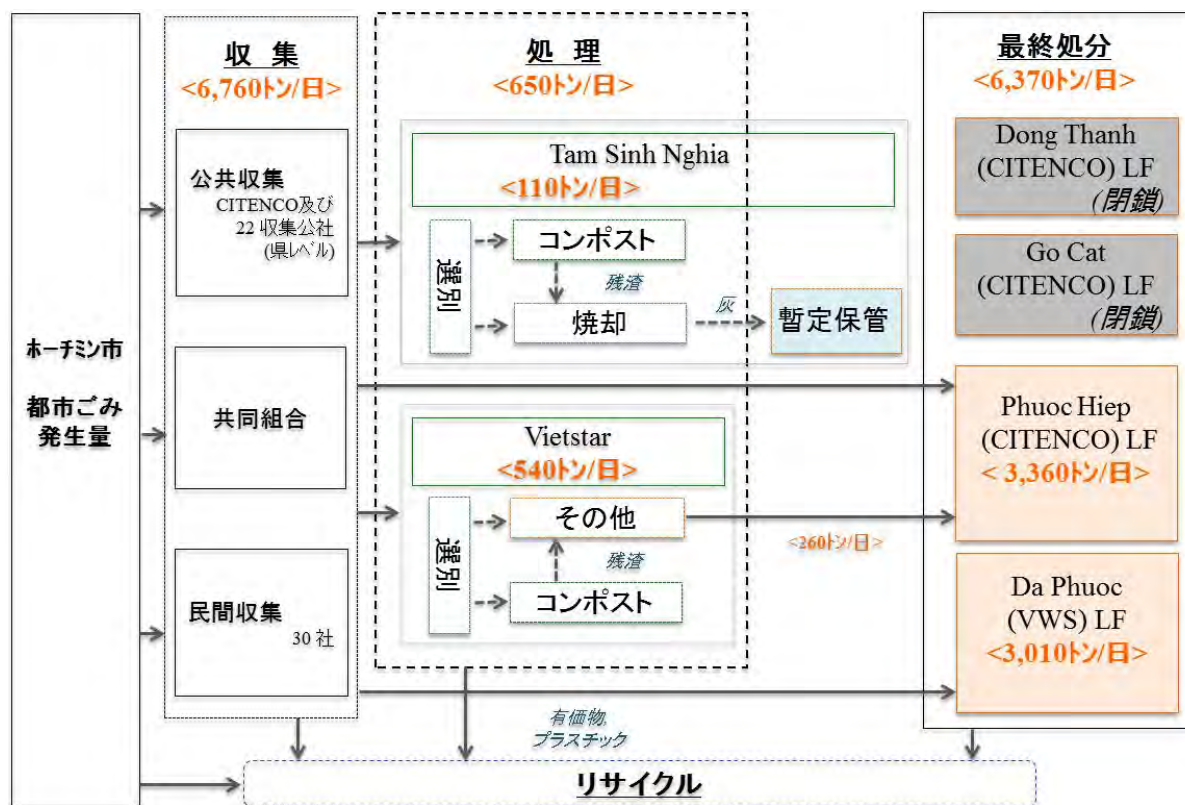 ホーチミン市
都市ごみ
発生量
収 集
<6,760トン/日>
公共収集
CITENCO及び
22 収集公社
(県レベル)
共同組合
民間収集
30 社
処 理
<650トン/日>
Tam Sinh Nghia
<110トン/日>
選別
コンポスト
残渣
焼却
灰
暫定保管
Vietstar
<540トン/日>
選別
その他
残渣
コンポスト
<260トン/日>
最終処分
<6,370トン/日>
Dong Thanh
(CITENCO) LF
(閉鎖)
Go Cat
(CITENCO) LF
(閉鎖)
Phuoc Hiep
(CITENCO) LF
< 3,360トン/日>
Da Phuoc
(VWS) LF
<3,010トン/日>
有価物,
プラスチック
リサイクル